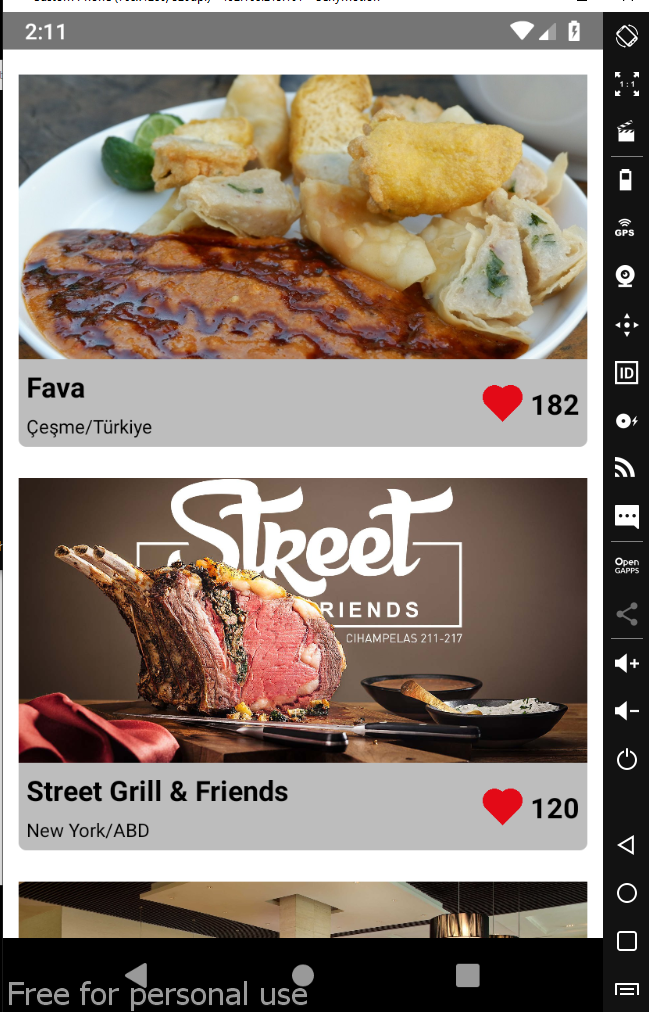 2:11
1:1
GPS
Fava
182
Çeşme/Türkiye
ID
Street
RIENDS
CIHAMPELAS 211-217
Open
GAPPS
Street Grill & Friends
120
New York/ABD
Free for personal use